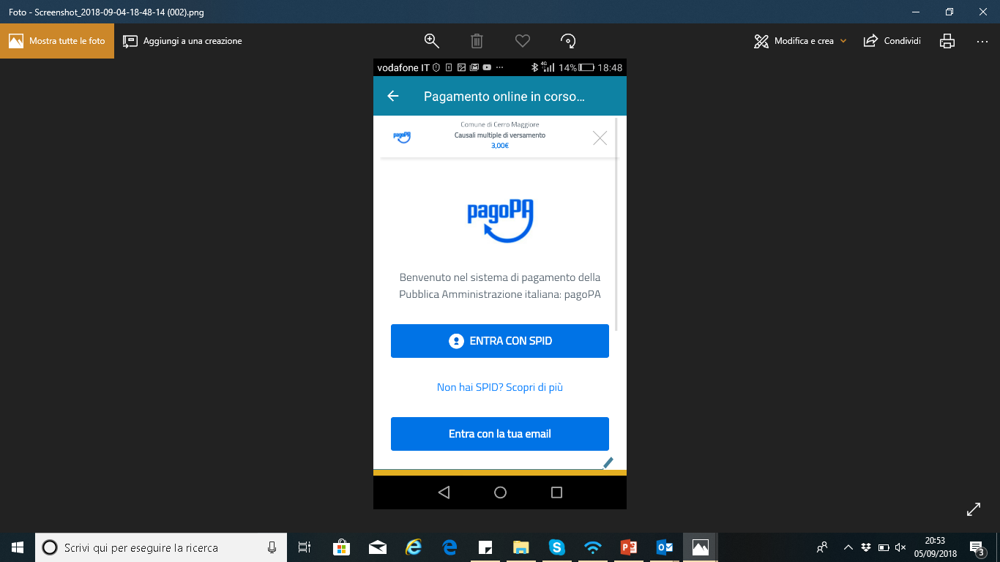 Foto - Screenshot_2018-09-04-18-48-14 (002).png
Mostra tutte le foto
Aggiungi a una creazione
Modifica e crea
Condividi
vodafone IT
4G
14%
18:48
Pagamento online in corso...
pagoPA
Comune di Cerro Maggiore
Causali multiple di versamento
3,00€
pagoPA
Benvenuto nel sistema di pagamento della
Pubblica Amministrazione italiana: pagoPA
ENTRA CON SPID
Non hai SPID? Scopri di più
Entra con la tua email
Scrivi qui per eseguire la ricerca
20:53
05/09/2018
3